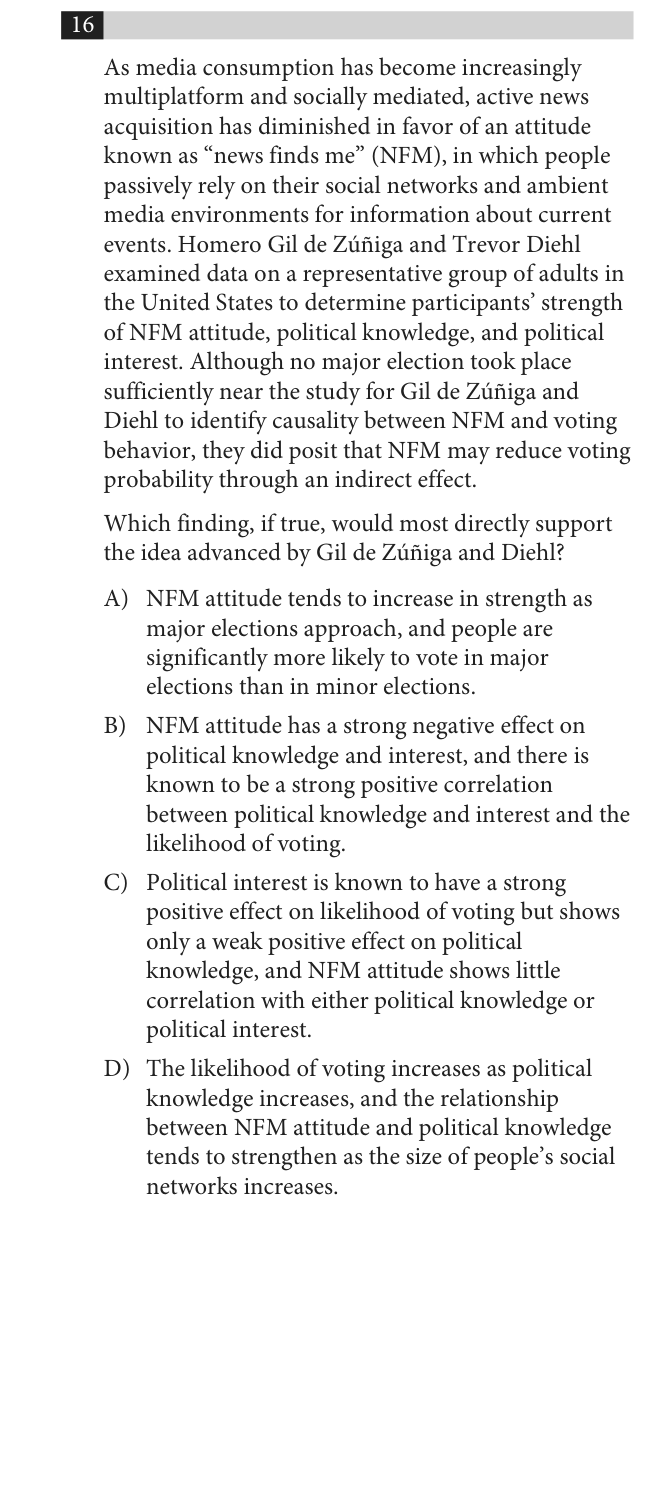 16
As media consumption has become increasingly
multiplatform and socially mediated, active news
acquisition has diminished in favor of an attitude
known as “news finds me” (NFM), in which people
passively rely on their social networks and ambient
media environments for information about current
events. Homero Gil de Zúñiga and Trevor Diehl
examined data on a representative group of adults in
the United States to determine participants’ strength
of NFM attitude, political knowledge, and political
interest. Although no major election took place
sufficiently near the study for Gil de Zúñiga and
Diehl to identify causality between NFM and voting
behavior, they did posit that NFM may reduce voting
probability through an indirect effect.
Which finding, if true, would most directly support
the idea advanced by Gil de Zúñiga and Diehl?
A) NFM attitude tends to increase in strength as
major elections approach, and people are
significantly more likely to vote in major
elections than in minor elections.
B) NFM attitude has a strong negative effect on
political knowledge and interest, and there is
known to be a strong positive correlation
between political knowledge and interest and the
likelihood of voting.
C) Political interest is known to have a strong
positive effect on likelihood of voting but shows
only a weak positive effect on political
knowledge, and NFM attitude shows little
correlation with either political knowledge or
political interest.
D) The likelihood of voting increases as political
knowledge increases, and the relationship
between NFM attitude and political knowledge
tends to strengthen as the size of people’s social
networks increases.